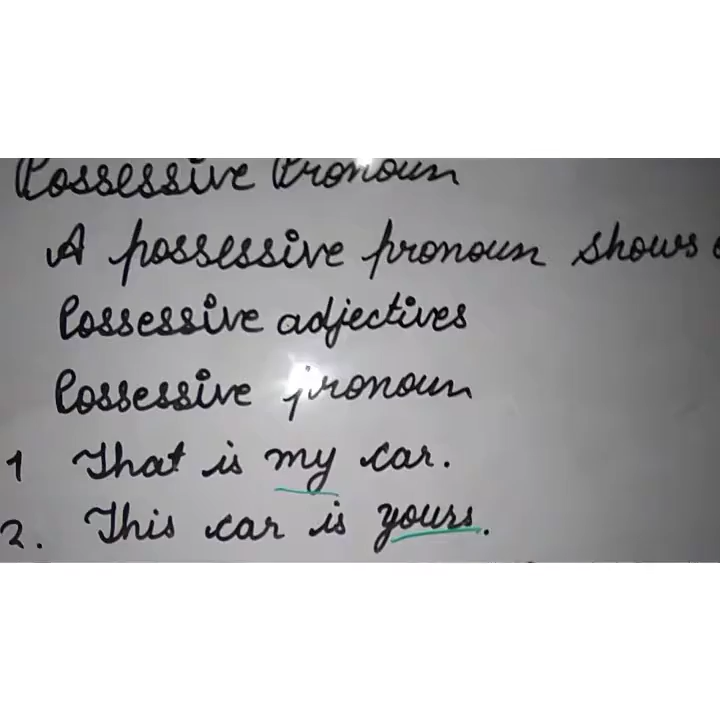 Possessive Pronoun
A possessive pronoun shows
Possessive adjectives
Possessive pronoun
1 That is my car.
2. This car is yours.